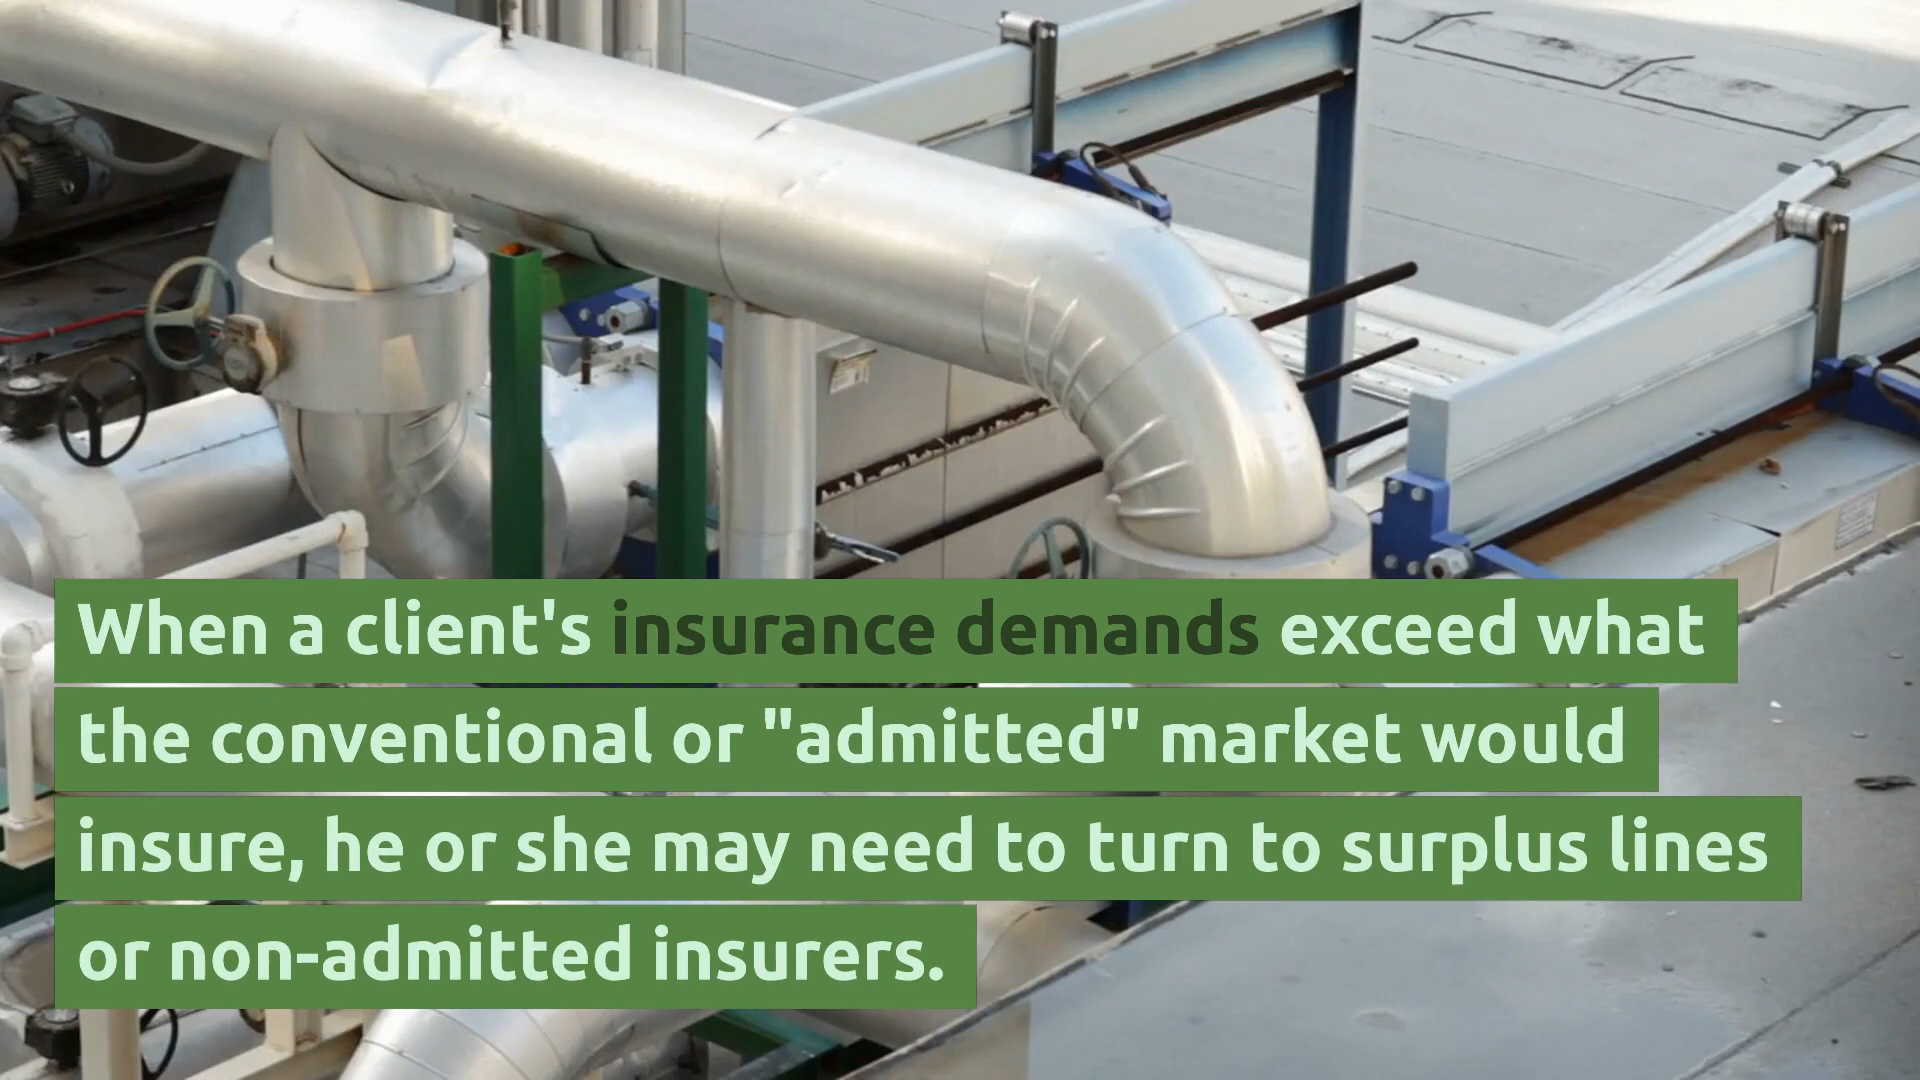 When a client's insurance demands exceed what
the conventional or "admitted" market would
insure, he or she may need to turn to surplus lines
or non-admitted insurers.